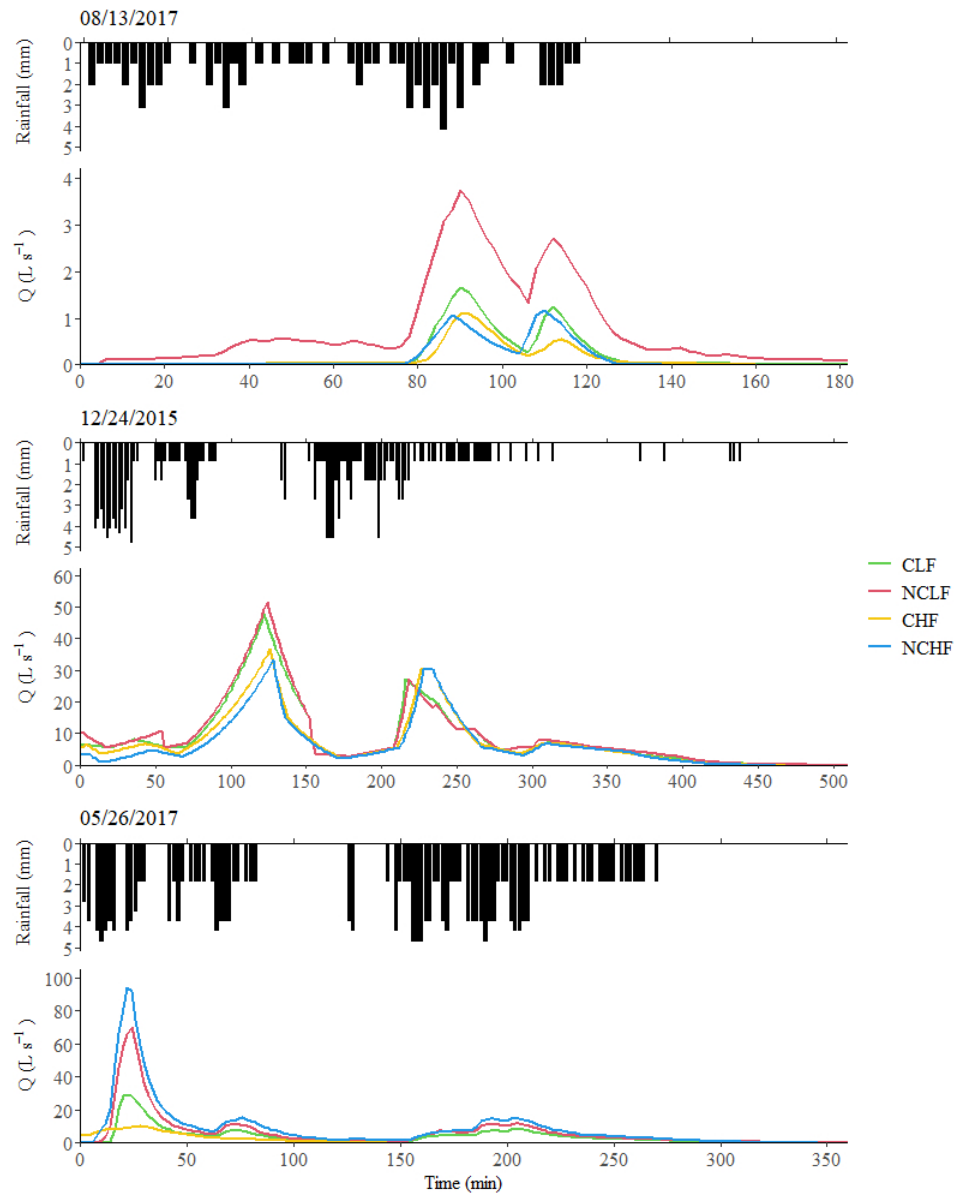 08/13/2017
Rainfall (mm)
0
1
2
3
4
5
Q (L s⁻¹)
4
3
2
1
0
0 20 40 60 80 100 120 140 160 180
12/24/2015
Rainfall (mm)
0
1
2
3
4
5
Q (L s⁻¹)
60
50
40
30
20
10
0
0 50 100 150 200 250 300 350 400 450 500
CLF
NCLF
CHF
NCHF
05/26/2017
Rainfall (mm)
0
1
2
3
4
5
Q (L s⁻¹)
100
80
60
40
20
0
0 50 100 150 200 250 300 350
Time (min)